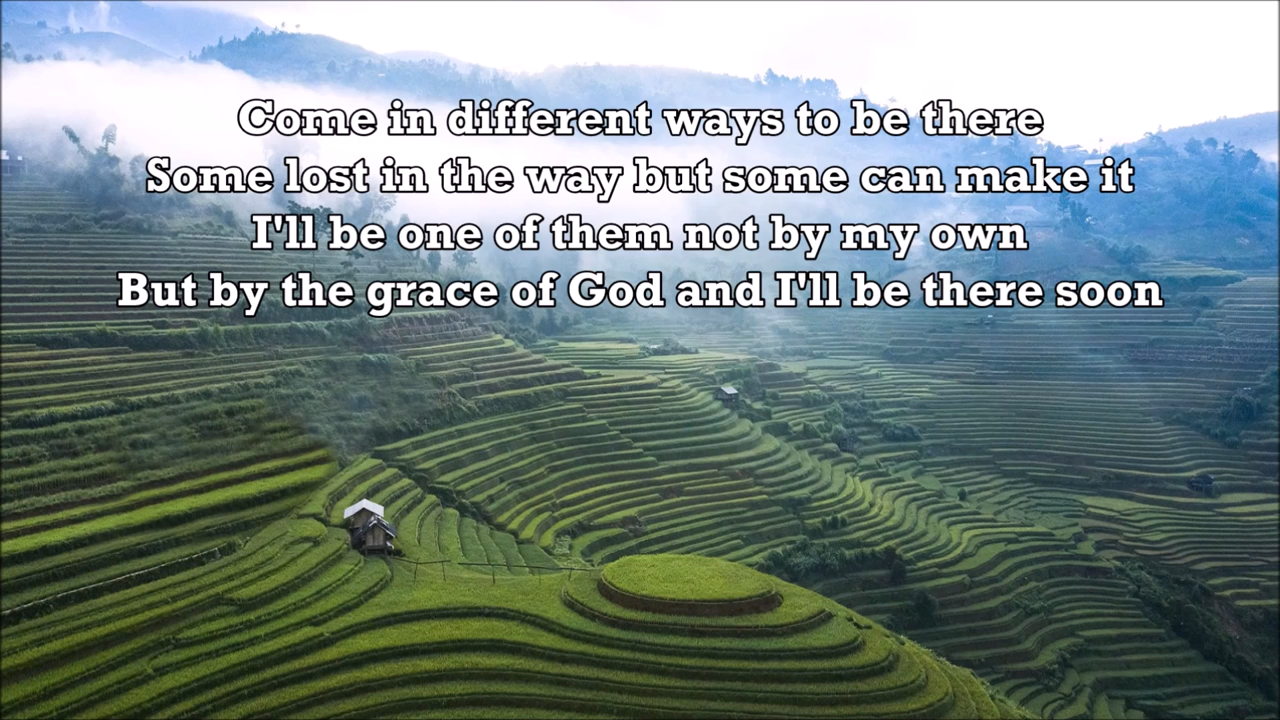 Come in different ways to be there
Some lost in the way but some can make it
I'll be one of them not by my own
But by the grace of God and I'll be there soon